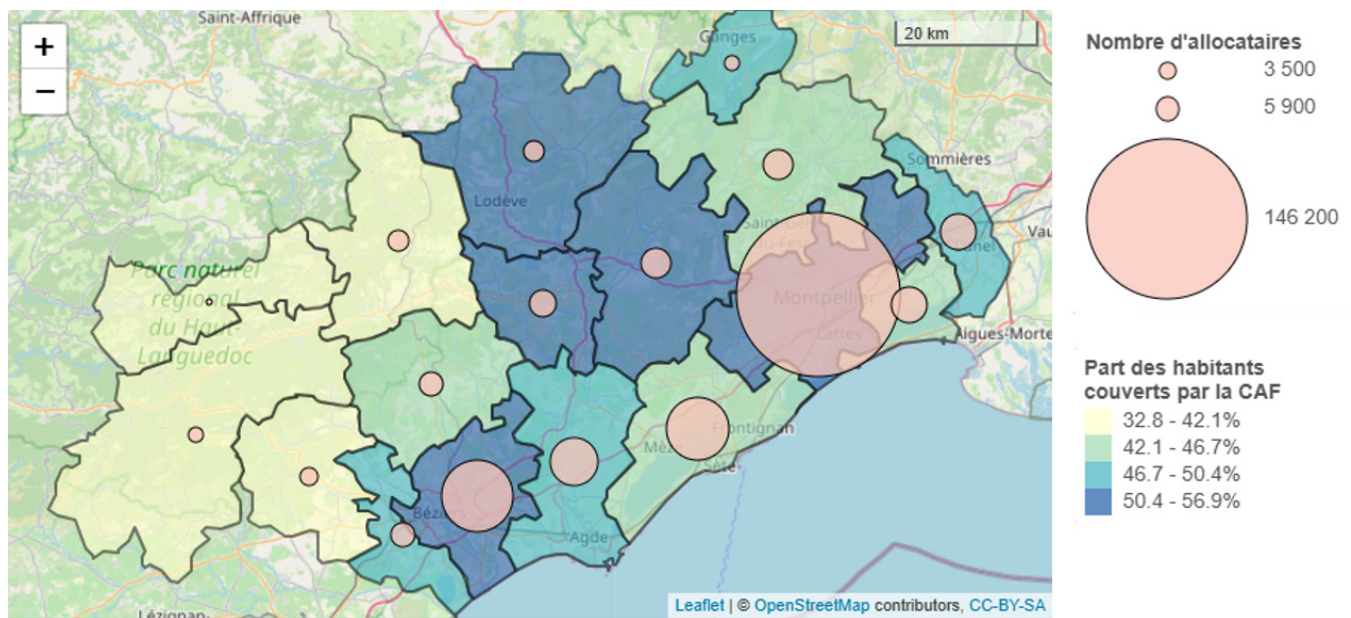 Saint-Affrique
+
−
Ganges
20 km
Sommières
Lodève
Parc naturel
régional
du Haut-
Languedoc
Montpellier
Lattes
Aigues-Morte
Frontignan
Mèz
Sète
Béziers
Agde
Lézignan
Leaflet | © OpenStreetMap contributors, CC-BY-SA
Nombre d'allocataires
3 500
5 900
146 200
Part des habitants
couverts par la CAF
32.8 - 42.1%
42.1 - 46.7%
46.7 - 50.4%
50.4 - 56.9%